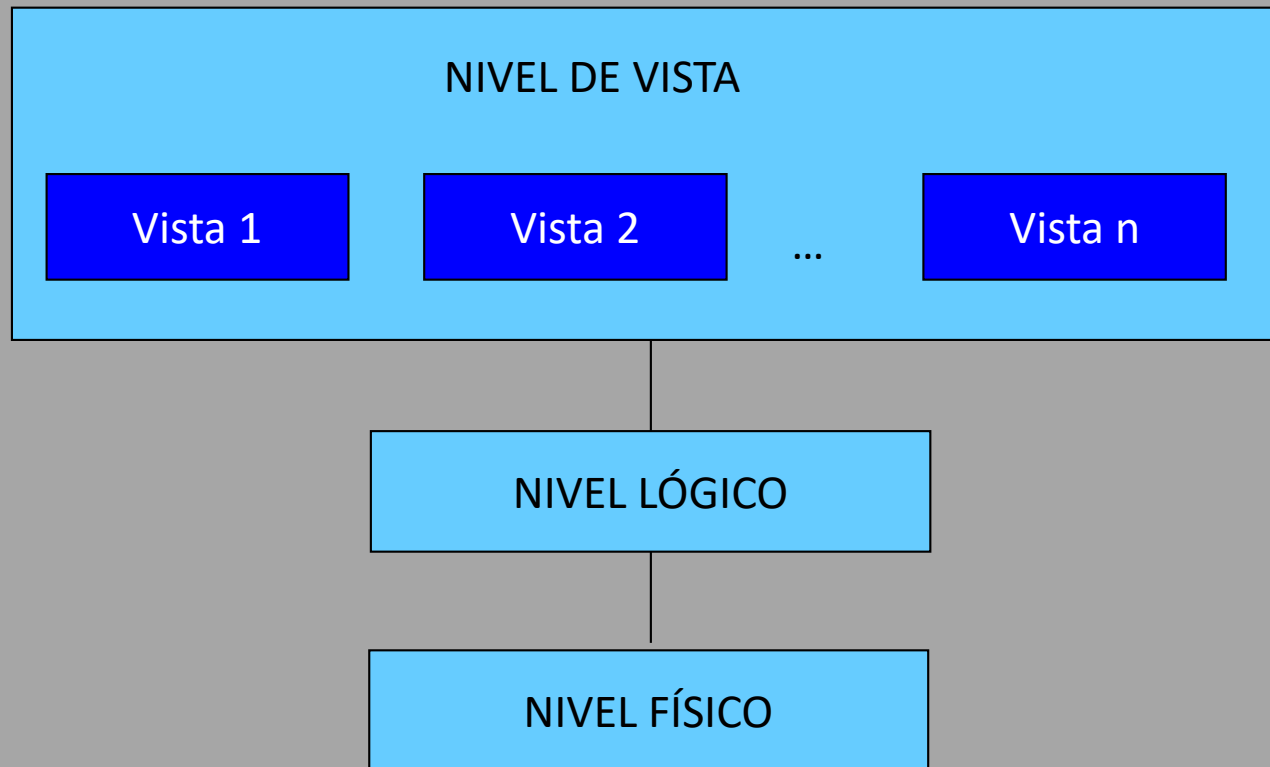 NIVEL DE VISTA
Vista 1
Vista 2
...
Vista n
NIVEL LÓGICO
NIVEL FÍSICO